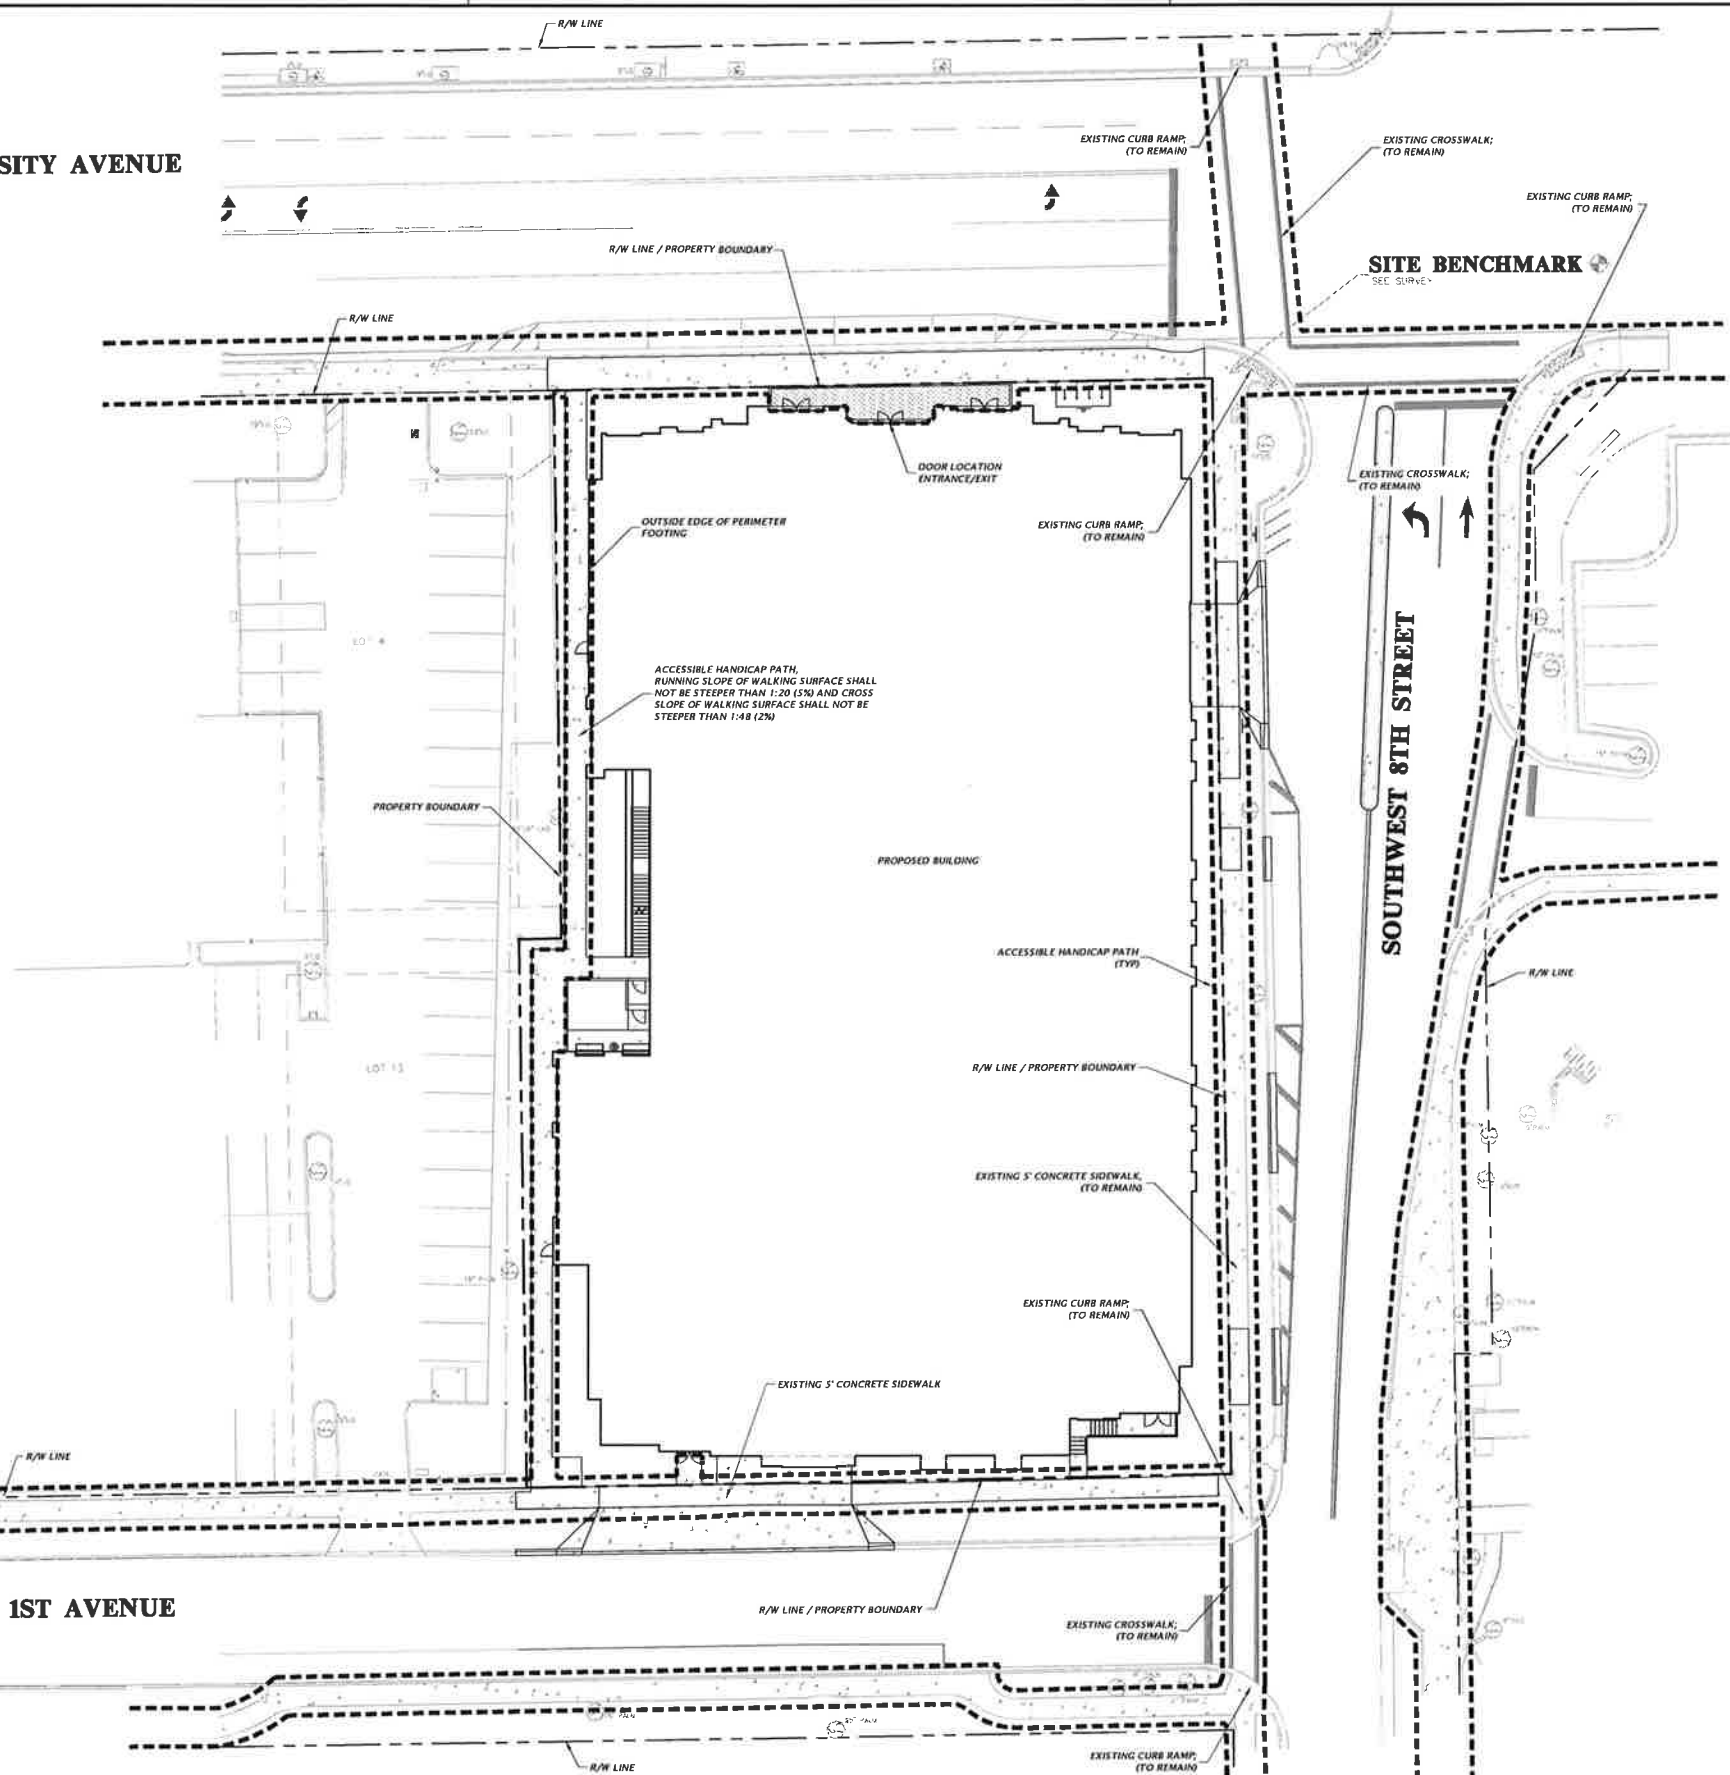 R/W LINE
SITY AVENUE
EXISTING CURB RAMP;
(TO REMAIN)
EXISTING CROSSWALK;
(TO REMAIN)
EXISTING CURB RAMP;
(TO REMAIN)
R/W LINE / PROPERTY BOUNDARY
SITE BENCHMARK
SEE SURVEY
R/W LINE
DOOR LOCATION
ENTRANCE/EXIT
EXISTING CROSSWALK;
(TO REMAIN)
OUTSIDE EDGE OF PERIMETER
FOOTING
EXISTING CURB RAMP;
(TO REMAIN)
ACCESSIBLE HANDICAP PATH,
RUNNING SLOPE OF WALKING SURFACE SHALL
NOT BE STEEPER THAN 1:20 (5%) AND CROSS
SLOPE OF WALKING SURFACE SHALL NOT BE
STEEPER THAN 1:48 (2%)
SOUTHWEST 8TH STREET
PROPERTY BOUNDARY
PROPOSED BUILDING
ACCESSIBLE HANDICAP PATH
(TYP)
R/W LINE
LOT 13
R/W LINE / PROPERTY BOUNDARY
EXISTING 5' CONCRETE SIDEWALK,
(TO REMAIN)
EXISTING CURB RAMP;
(TO REMAIN)
EXISTING 5' CONCRETE SIDEWALK
R/W LINE
1ST AVENUE
R/W LINE / PROPERTY BOUNDARY
EXISTING CROSSWALK;
(TO REMAIN)
R/W LINE
EXISTING CURB RAMP;
(TO REMAIN)